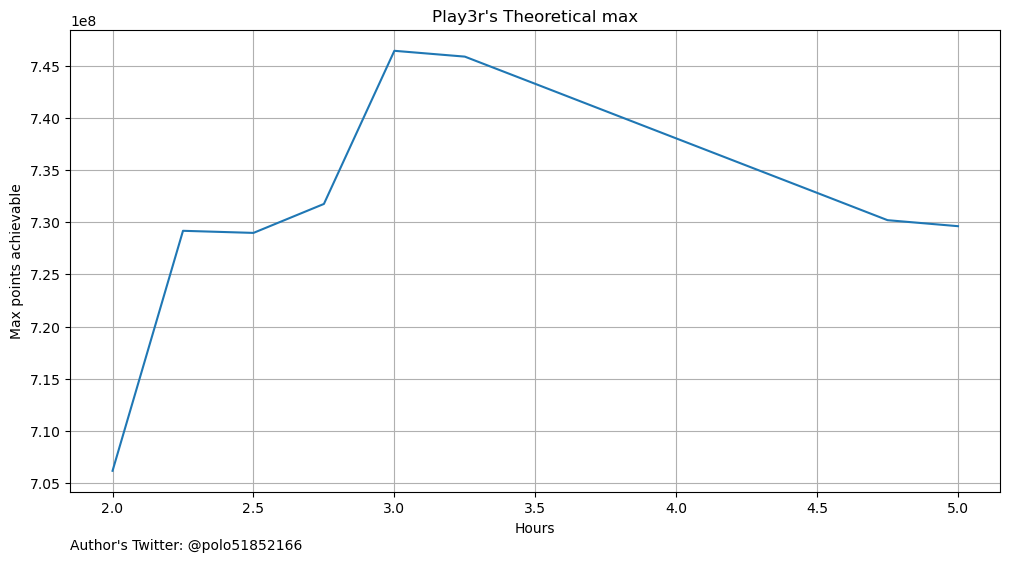 Play3r's Theoretical max
1e8
7.45
7.40
7.35
7.30
7.25
7.20
7.15
7.10
7.05
Max points achievable
2.0 2.5 3.0 3.5 4.0 4.5 5.0
Hours
Author's Twitter: @polo51852166